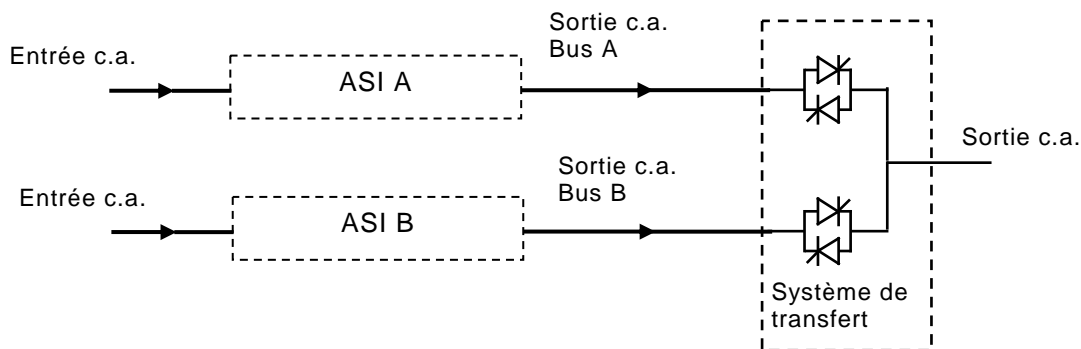 Entrée c.a.
ASI A
Sortie c.a.
Bus A
Sortie c.a.
Entrée c.a.
ASI B
Sortie c.a.
Bus B
Système de
transfert